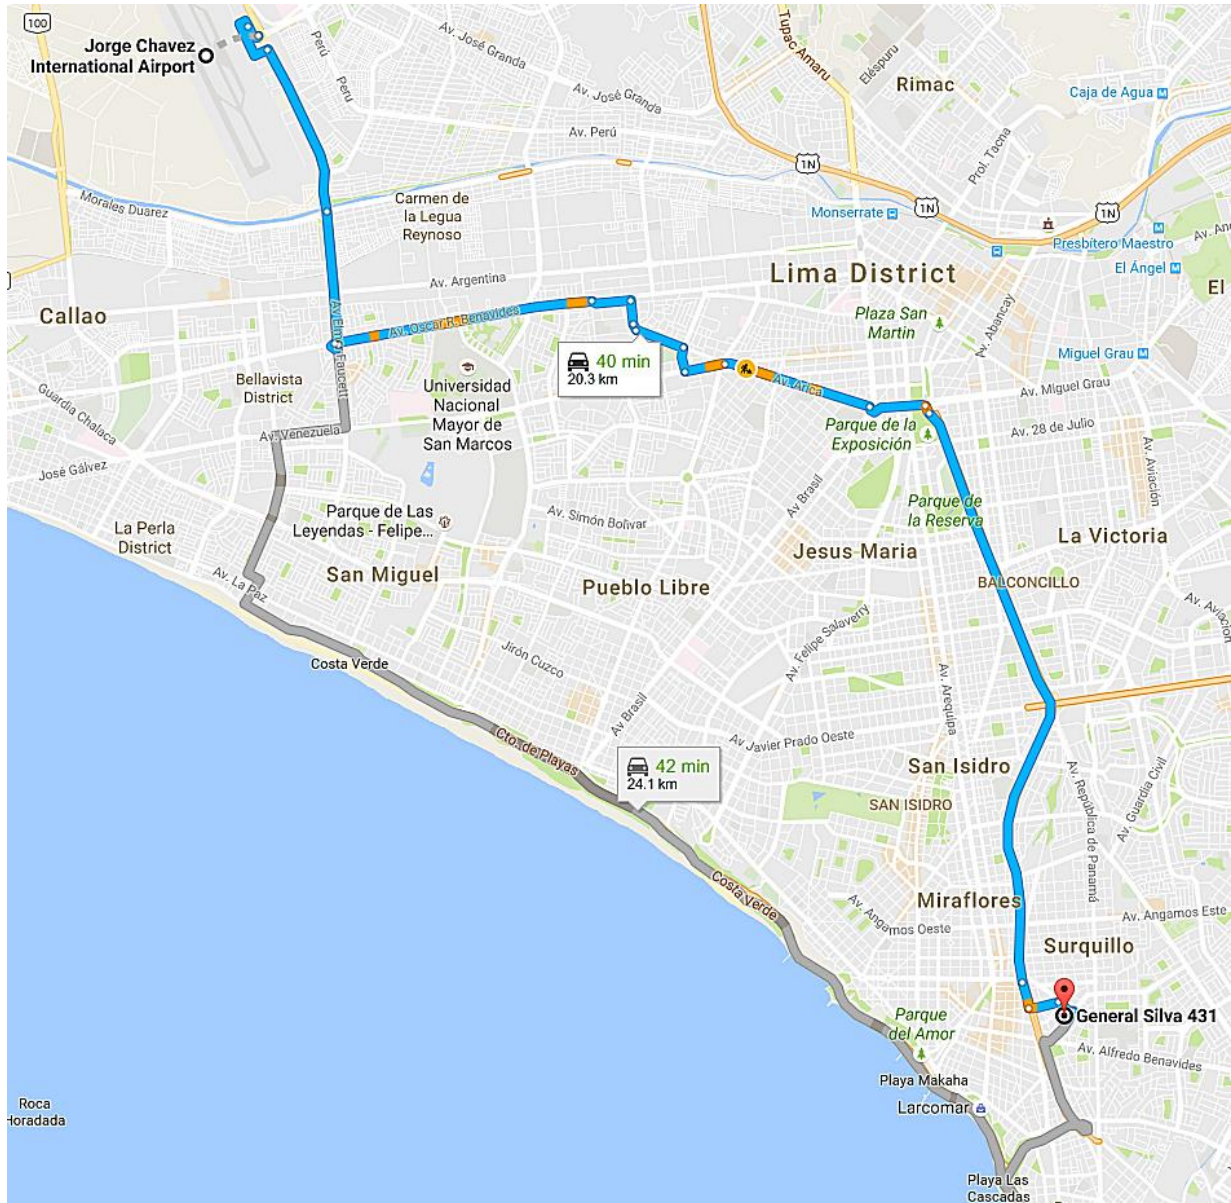 100
Jorge Chavez
International Airport
Perú
Perú
Av. José Granda
Av. José Granda
Tupac Amaru
Eléspuru
Rimac
Caja de Agua
Av. Perú
1N
Prol. Tacna
Morales Duarez
Carmen de
la Legua
Reynoso
Monserrate
1N
1N
Presbítero Maestro
El Ángel
El
Av. Argentina
Lima District
Callao
Av. Oscar R. Benavides
Faucett
Plaza San
Martin
Av. Abancay
Miguel Grau
40 min
20.3 km
Bellavista
District
Universidad
Nacional
Mayor de
San Marcos
Av. Arica
Av. Miguel Grau
Guardia Chalaca
Av. Venezuela
Parque de la
Exposición
Av. 28 de Julio
José Gálvez
Av. Brasil
Av. Aviación
Parque de Las
Leyendas - Felipe...
Av. Simón Bolivar
Parque de
la Reserva
La Perla
District
Jesus Maria
La Victoria
San Miguel
Pueblo Libre
BALCONCILLO
Av. La Paz
Av. Felipe Salaverry
Jirón Cuzco
Costa Verde
Av. Arequipa
Av Brasil
Cto. de Playas
Av Javier Prado Oeste
42 min
24.1 km
San Isidro
SAN ISIDRO
Av. República de Panamá
Av. Guardia Civil
Costa Verde
Miraflores
Av. Angamos Oeste
Av. Angamos Este
Surquillo
Parque
del Amor
General Silva 431
Av. Alfredo Benavides
Playa Makaha
Larcomar
Roca
Horadada
Playa Las
Cascadas